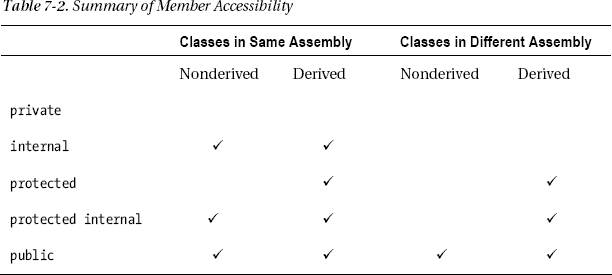 Table 7-2. Summary of Member Accessibility
Classes in Same Assembly Classes in Different Assembly
Nonderived Derived Nonderived Derived
private
internal ✓ ✓
protected ✓ ✓
protected internal ✓ ✓ ✓
public ✓ ✓ ✓ ✓